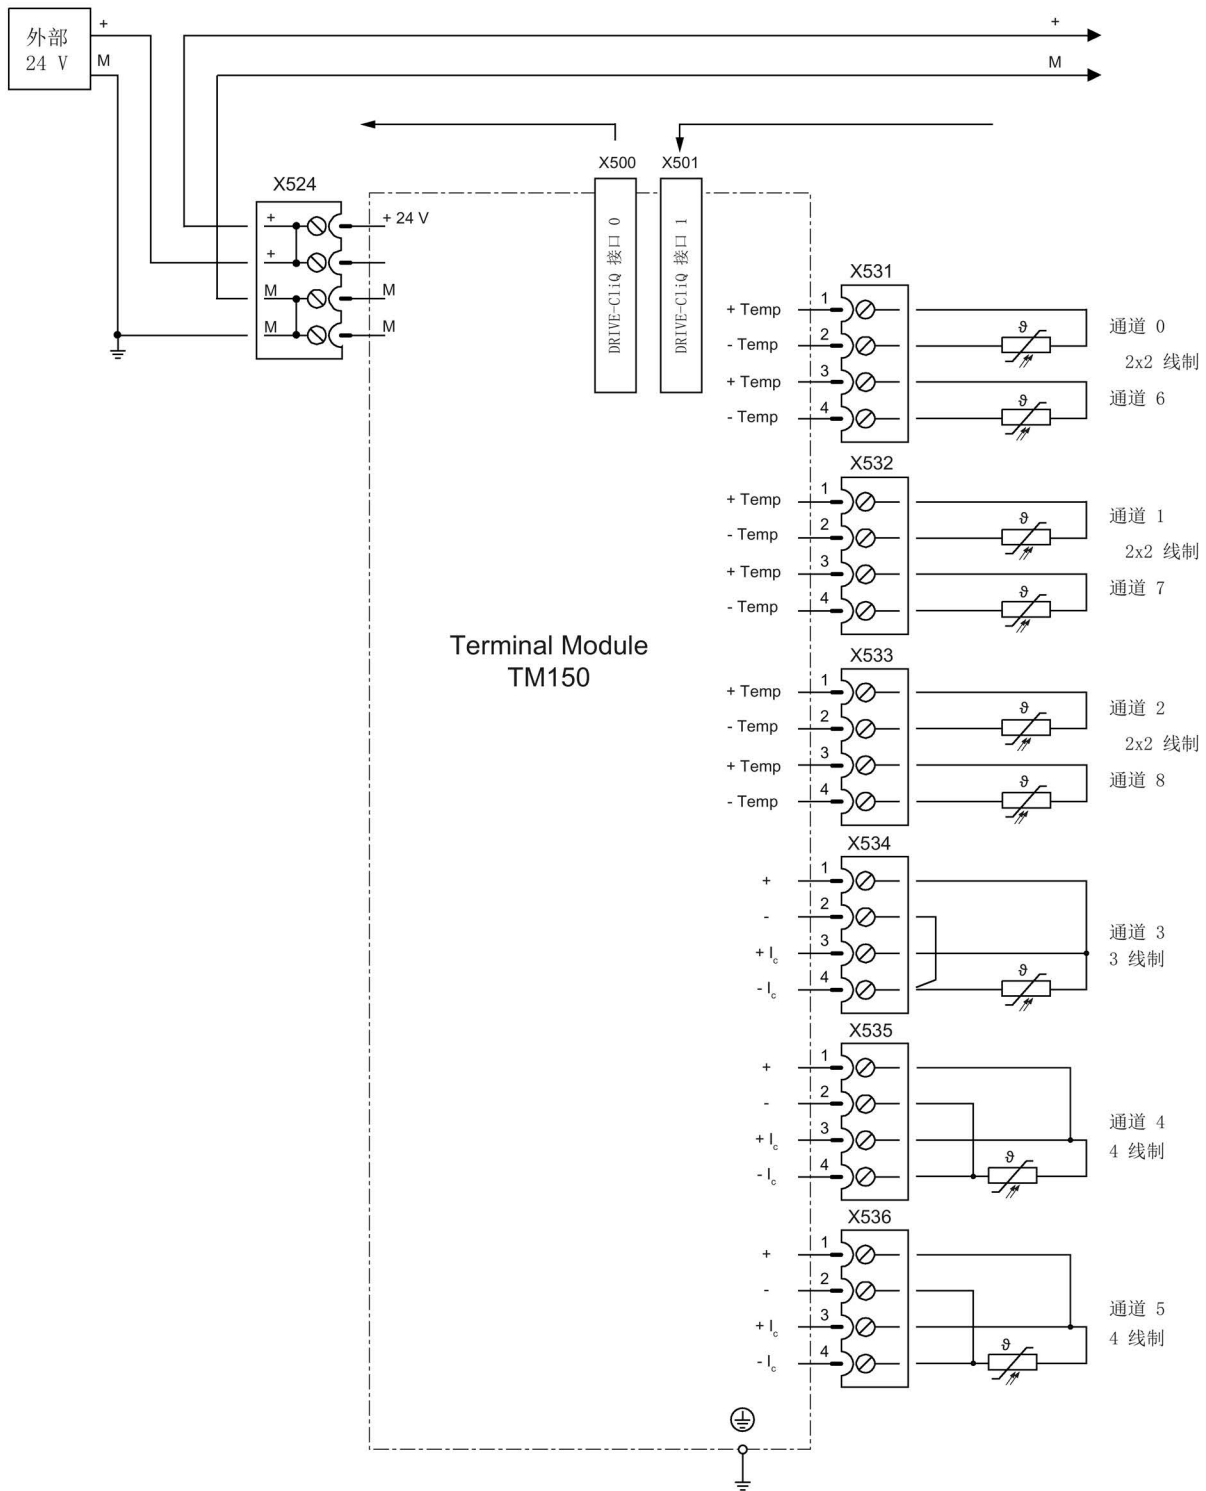 外部
24 V
+
M
+
M
X500
X501
DRIVE-CliQ 接口 0
DRIVE-CliQ 接口 1
X524
+
+ 24 V
+
M
M
M
M
Terminal Module
TM150
X531
+ Temp 1
- Temp 2
+ Temp 3
- Temp 4
ϑ
ϑ
通道 0
2x2 线制
通道 6
X532
+ Temp 1
- Temp 2
+ Temp 3
- Temp 4
ϑ
ϑ
通道 1
2x2 线制
通道 7
X533
+ Temp 1
- Temp 2
+ Temp 3
- Temp 4
ϑ
ϑ
通道 2
2x2 线制
通道 8
X534
+ 1
- 2
+ Ic 3
- Ic 4
ϑ
通道 3
3 线制
X535
+ 1
- 2
+ Ic 3
- Ic 4
ϑ
通道 4
4 线制
X536
+ 1
- 2
+ Ic 3
- Ic 4
ϑ
通道 5
4 线制